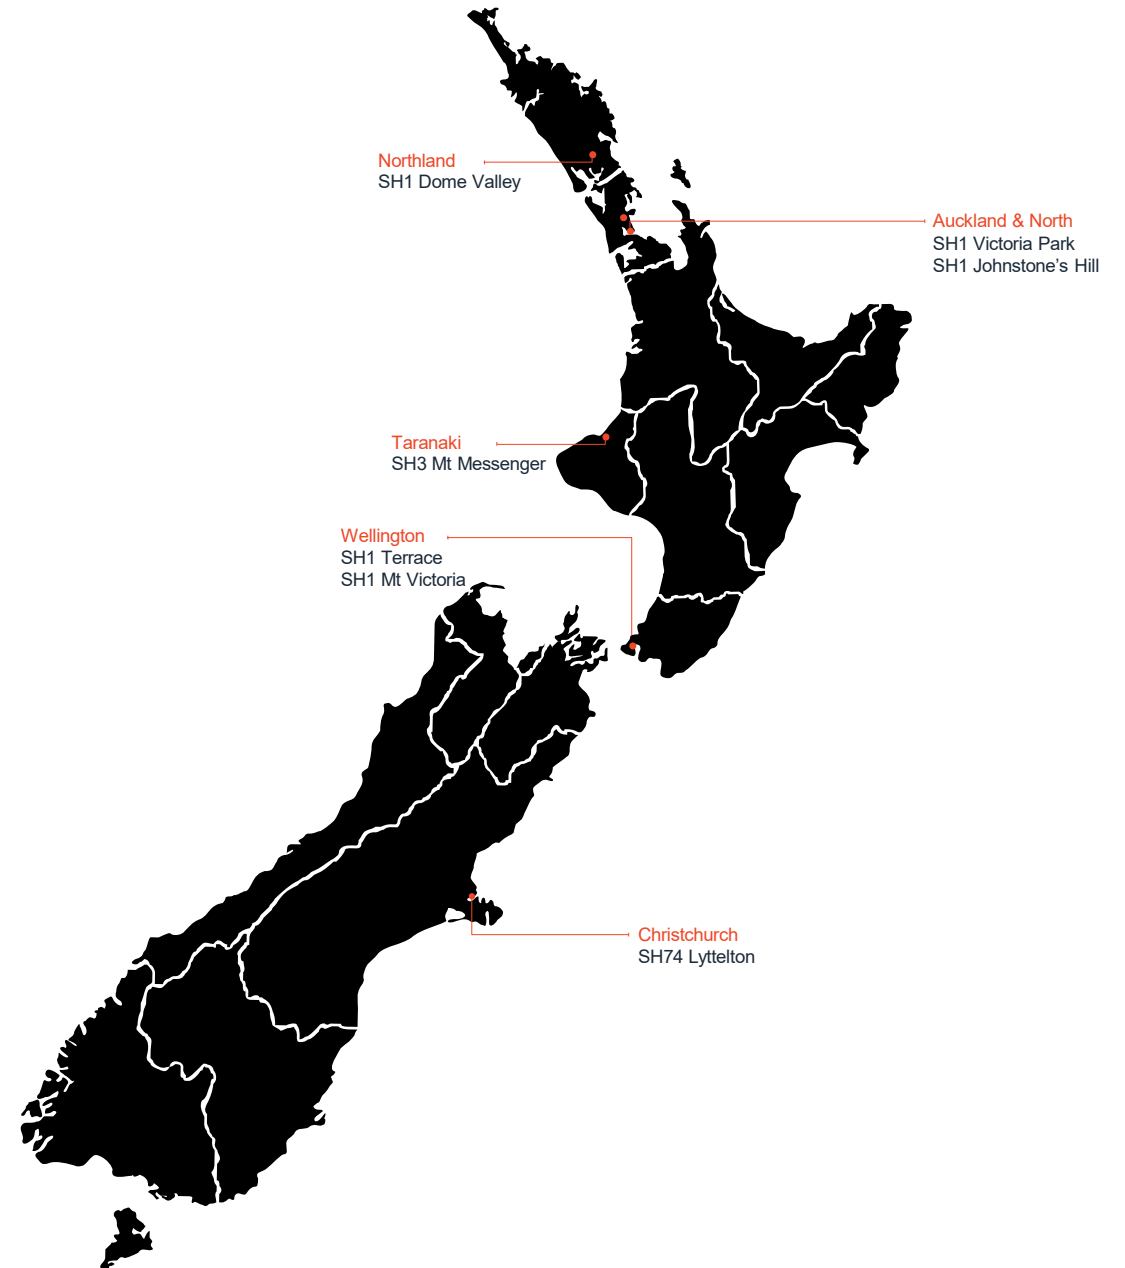 Northland
SH1 Dome Valley
Auckland & North
SH1 Victoria Park
SH1 Johnstone’s Hill
Taranaki
SH3 Mt Messenger
Wellington
SH1 Terrace
SH1 Mt Victoria
Christchurch
SH74 Lyttelton